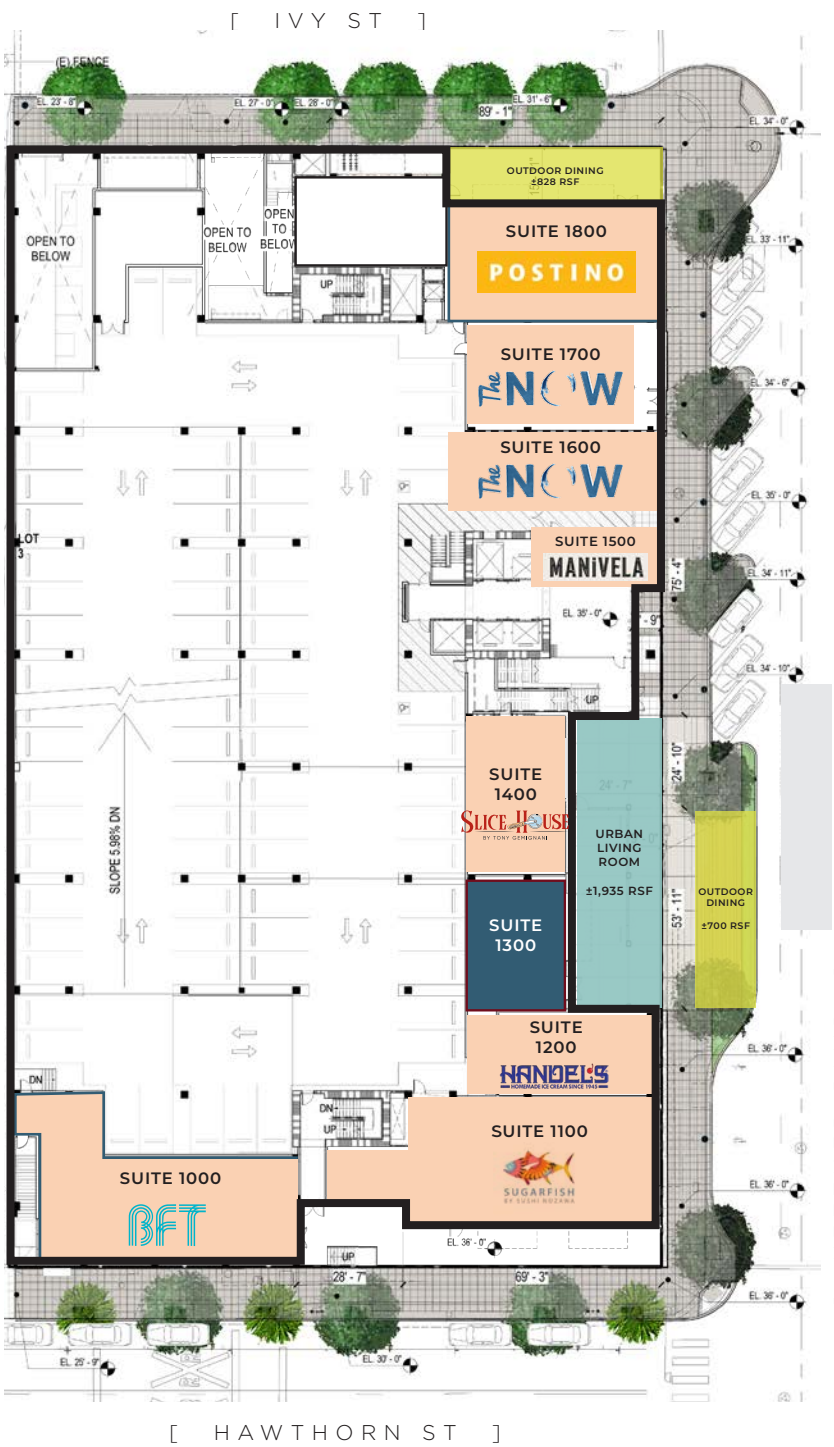 [ IVY ST ]
(E) FENCE
EL. 23' - 8"
EL. 27' - 0"
EL. 28' - 0"
EL. 31' - 6"
89' - 1"
EL. 34' - 0"
OUTDOOR DINING
±828 RSF
OPEN TO
BELOW
OPEN TO
BELOW
OPEN
TO
BELOW
UP
SUITE 1800
POSTINO
EL. 33' - 11"
SUITE 1700
The NOW
EL. 34' - 6"
SUITE 1600
The NOW
EL. 35' - 0"
LOT
3
SUITE 1500
MANiVELA
75' - 4"
EL. 34' - 11"
EL. 35' - 0"
' - 9"
EL. 34' - 10"
UP
SUITE
1400
SLICE HOUSE
BY TONY GEMIGNANI
24' - 7"
24' - 10"
SLOPE 5.98% DN
URBAN
LIVING
ROOM
±1,935 RSF
OUTDOOR
DINING
±700 RSF
53' - 11"
SUITE
1300
SUITE
1200
HANDEL'S
HOMEMADE ICE CREAM SINCE 1945
EL. 36' - 0"
DN
DN
UP
SUITE 1100
SUGARFISH
BY SUSHI NOZAWA
SUITE 1000
BFT
EL. 36' - 0"
EL. 36' - 0"
UP
28' - 7"
69' - 3"
EL. 36' - 0"
EL. 25' - 9"
EL. 30' - 0"
[ HAWTHORN ST ]